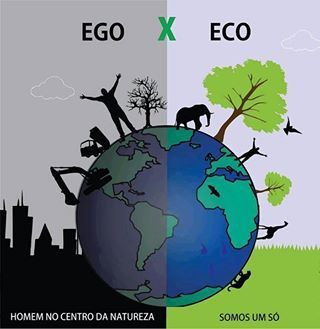 EGO X ECO
HOMEM NO CENTRO DA NATUREZA
SOMOS UM SÓ